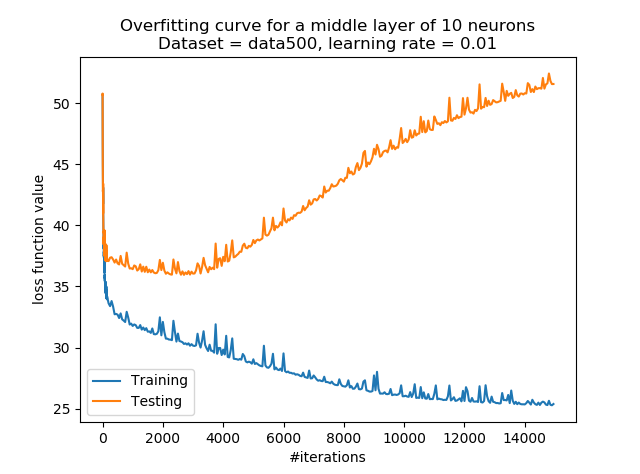 Overfitting curve for a middle layer of 10 neurons
Dataset = data500, learning rate = 0.01
50
45
40
35
30
25
loss function value
Training
Testing
0 2000 4000 6000 8000 10000 12000 14000
#iterations